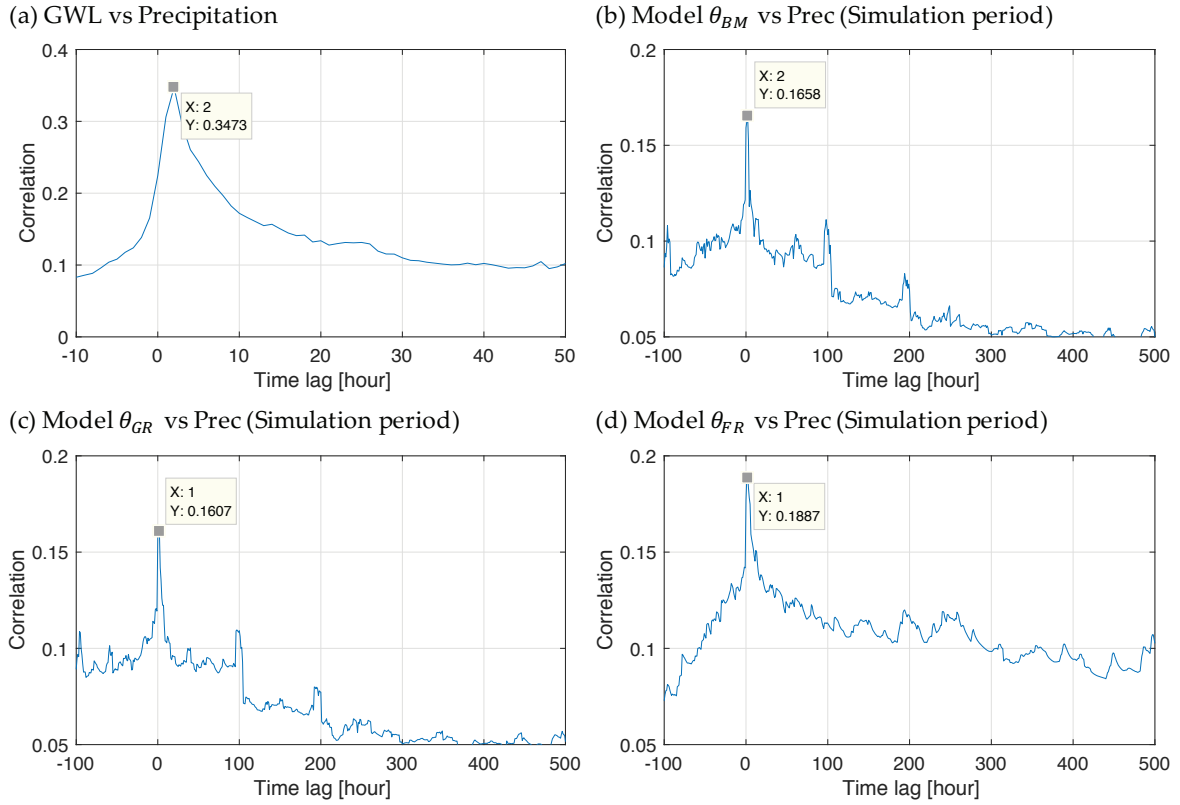 (a) GWL vs Precipitation
0.4
0.3
0.2
0.1
0
Correlation
X: 2
Y: 0.3473
-10 0 10 20 30 40 50
Time lag [hour]
(b) Model θBM vs Prec (Simulation period)
0.2
0.15
0.1
0.05
Correlation
X: 2
Y: 0.1658
-100 0 100 200 300 400 500
Time lag [hour]
(c) Model θGR vs Prec (Simulation period)
0.2
0.15
0.1
0.05
Correlation
X: 1
Y: 0.1607
-100 0 100 200 300 400 500
Time lag [hour]
(d) Model θFR vs Prec (Simulation period)
0.2
0.15
0.1
0.05
Correlation
X: 1
Y: 0.1887
-100 0 100 200 300 400 500
Time lag [hour]